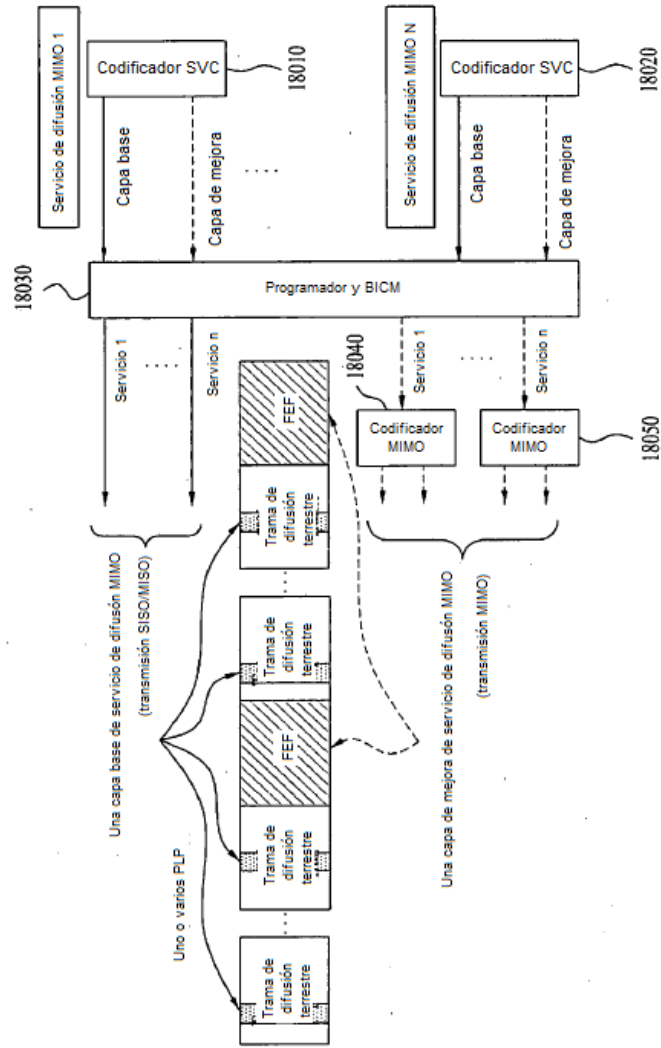 Servicio de difusión MIMO 1
Codificador SVC
18010
Capa base
Capa de mejora
Servicio de difusión MIMO N
Codificador SVC
18020
Capa base
Capa de mejora
18030
Programador y BICM
Servicio 1
Servicio n
18040
Servicio 1
Servicio n
Codificador
MIMO
Codificador
MIMO
18050
Una capa base de servicio de difusón MIMO
(transmisión SISO/MISO)
Uno o varios PLP
Trama de
difusión
terrestre
Trama de
difusión
terrestre
FEF
Trama de
difusión
terrestre
Trama de
difusión
terrestre
FEF
Una capa de mejora de servicio de difusón MIMO
(transmisión MIMO)